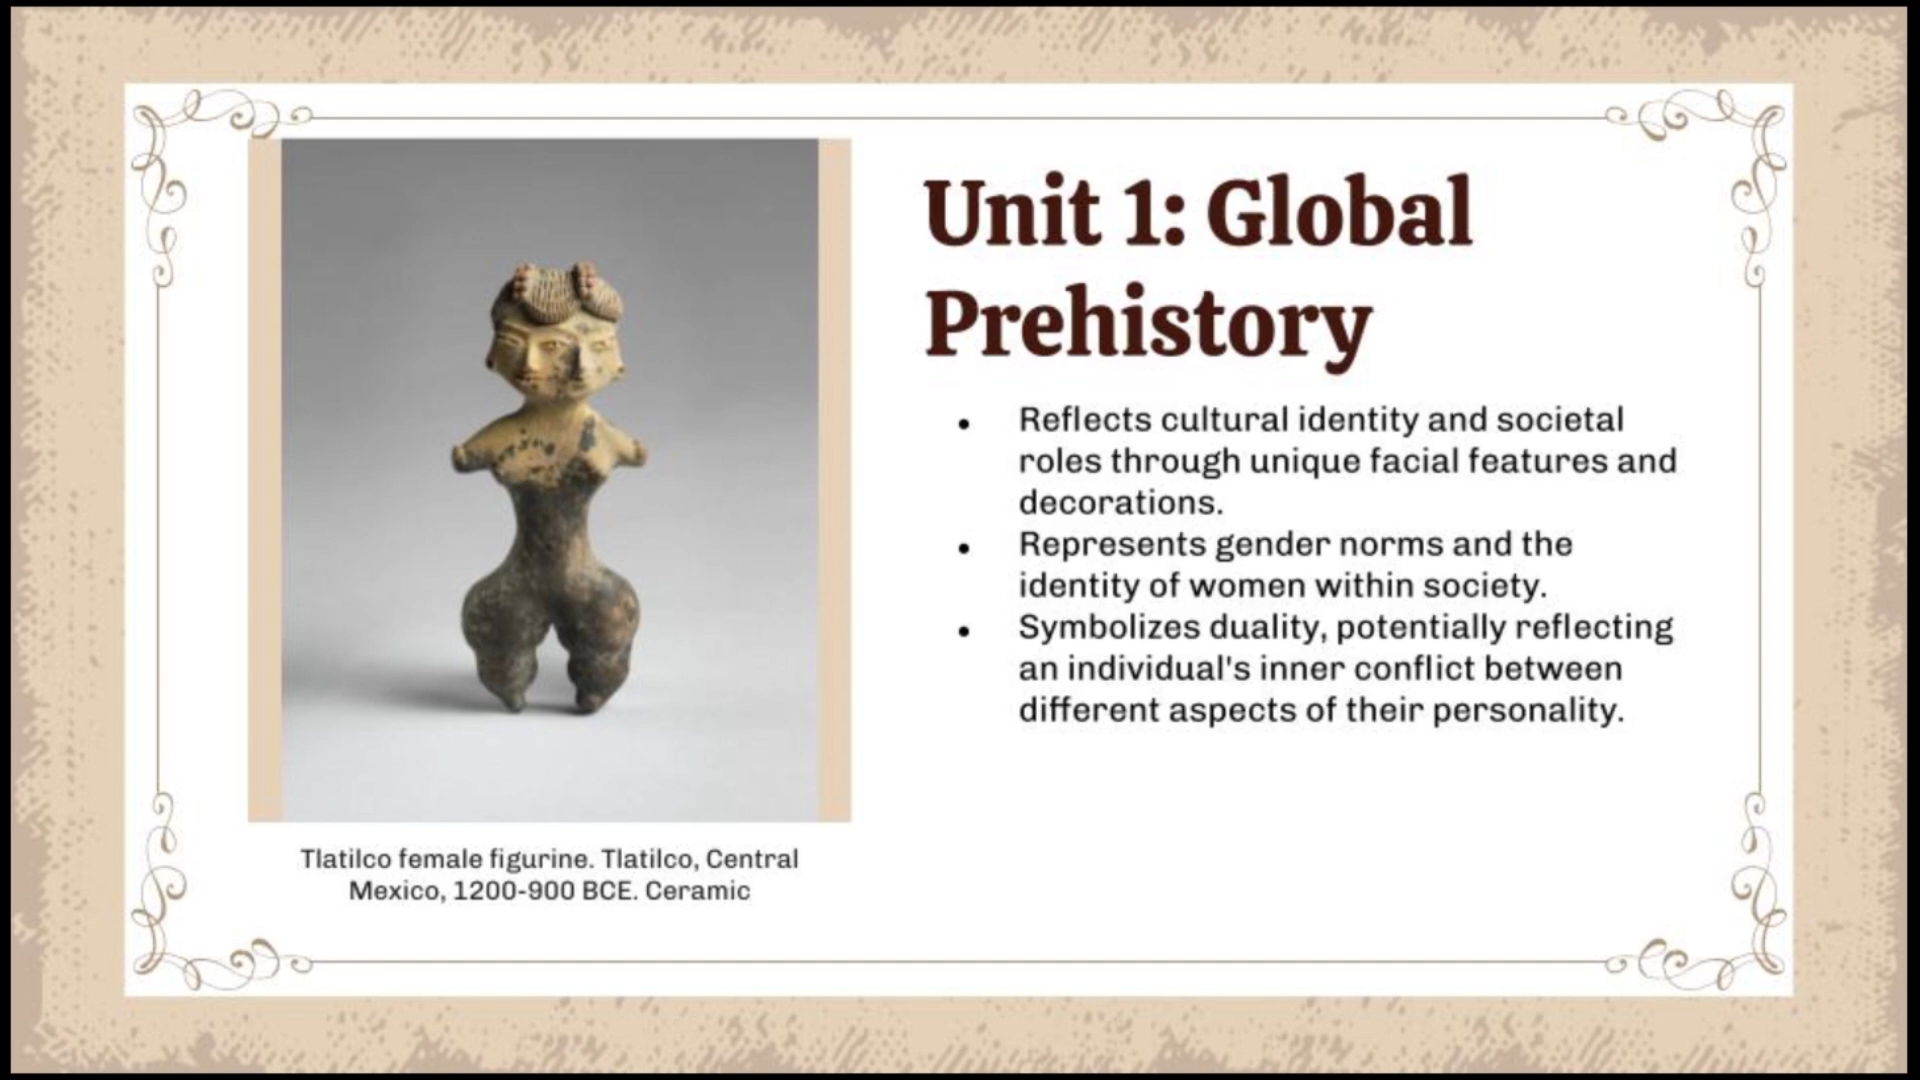 Unit 1: Global
Prehistory
Reflects cultural identity and societal
roles through unique facial features and
decorations.
Represents gender norms and the
identity of women within society.
Symbolizes duality, potentially reflecting
an individual's inner conflict between
different aspects of their personality.
Tlatilco female figurine. Tlatilco, Central
Mexico, 1200-900 BCE. Ceramic